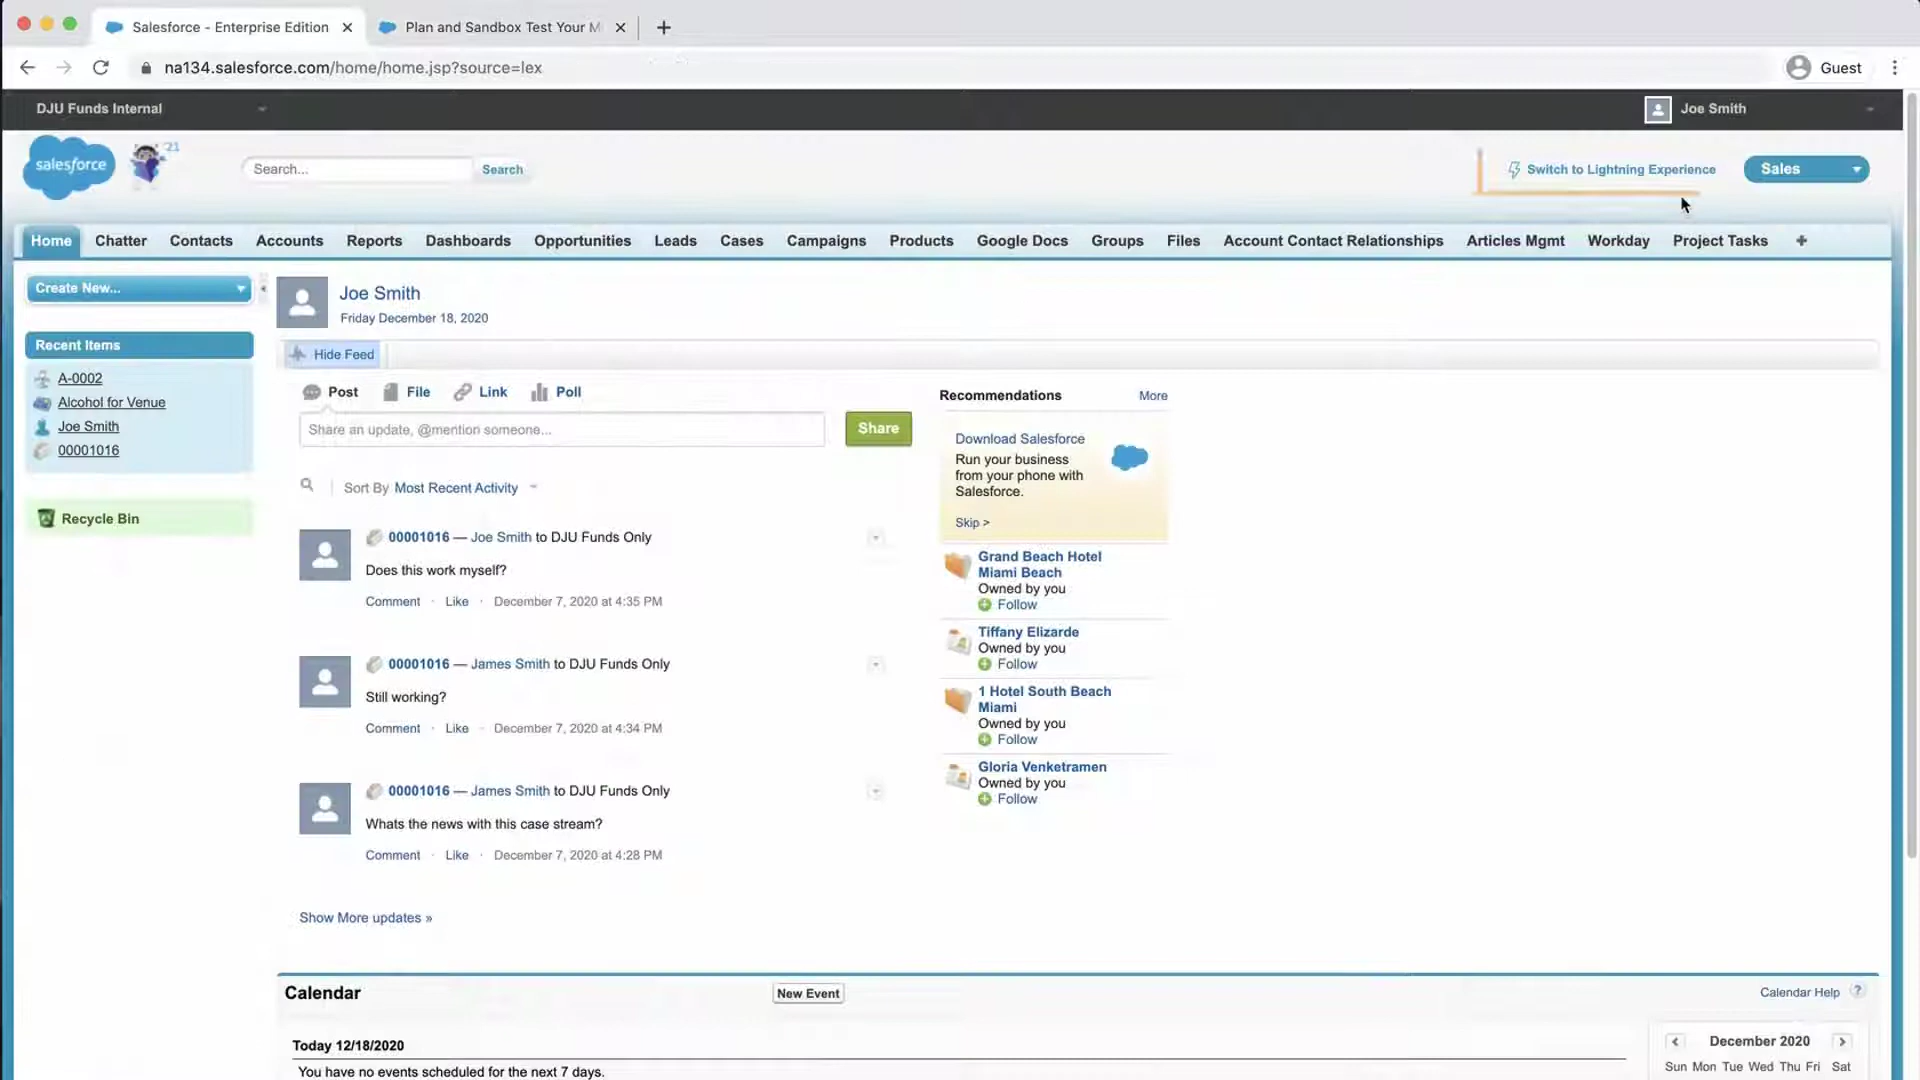 Salesforce - Enterprise Edition
Plan and Sandbox Test Your M
na134.salesforce.com/home/home.jsp?source=lex
Guest
DJU Funds Internal
Joe Smith
salesforce
21
Search...
Search
Switch to Lightning Experience
Sales
Home Chatter Contacts Accounts Reports Dashboards Opportunities Leads Cases Campaigns Products Google Docs Groups Files Account Contact Relationships Articles Mgmt Workday Project Tasks +
Create New...
Recent Items
A-0002
Alcohol for Venue
Joe Smith
00001016
Recycle Bin
Joe Smith
Friday December 18, 2020
Hide Feed
Post File Link Poll
Share an update, @mention someone...
Share
Sort By Most Recent Activity
00001016 — Joe Smith to DJU Funds Only
Does this work myself?
Comment · Like · December 7, 2020 at 4:35 PM
00001016 — James Smith to DJU Funds Only
Still working?
Comment · Like · December 7, 2020 at 4:34 PM
00001016 — James Smith to DJU Funds Only
Whats the news with this case stream?
Comment · Like · December 7, 2020 at 4:28 PM
Show More updates »
Recommendations More
Download Salesforce
Run your business
from your phone with
Salesforce.
Skip >
Grand Beach Hotel
Miami Beach
Owned by you
Follow
Tiffany Elizarde
Owned by you
Follow
1 Hotel South Beach
Miami
Owned by you
Follow
Gloria Venketramen
Owned by you
Follow
Calendar
New Event
Calendar Help ?
Today 12/18/2020
You have no events scheduled for the next 7 days.
December 2020
Sun Mon Tue Wed Thu Fri Sat